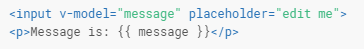 <input v-model="message" placeholder="edit me">
<p>Message is: {{ message }}</p>